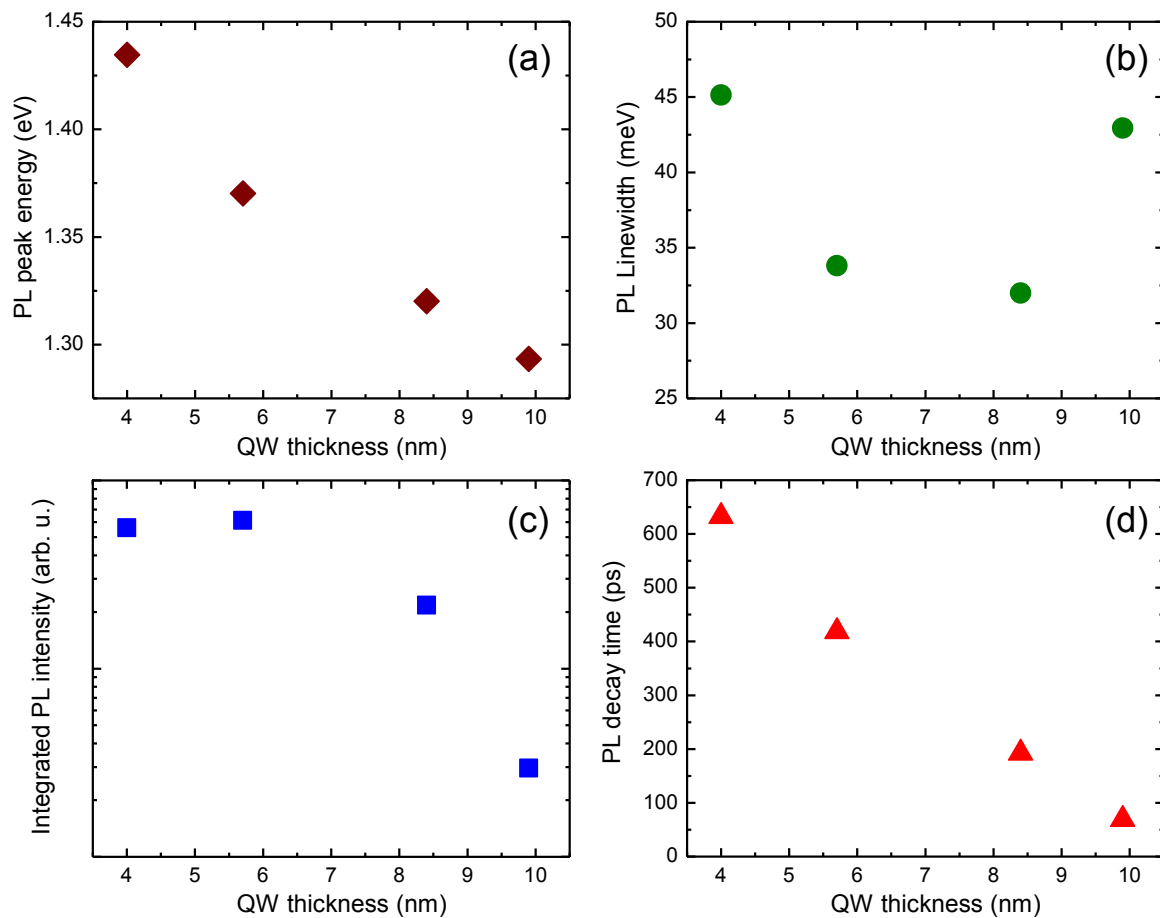 (a)
PL peak energy (eV)
1.45
1.40
1.35
1.30
4 5 6 7 8 9 10
QW thickness (nm)
(b)
PL Linewidth (meV)
50
45
40
35
30
25
4 5 6 7 8 9 10
QW thickness (nm)
(c)
Integrated PL intensity (arb. u.)
4 5 6 7 8 9 10
QW thickness (nm)
(d)
PL decay time (ps)
700
600
500
400
300
200
100
0
4 5 6 7 8 9 10
QW thickness (nm)